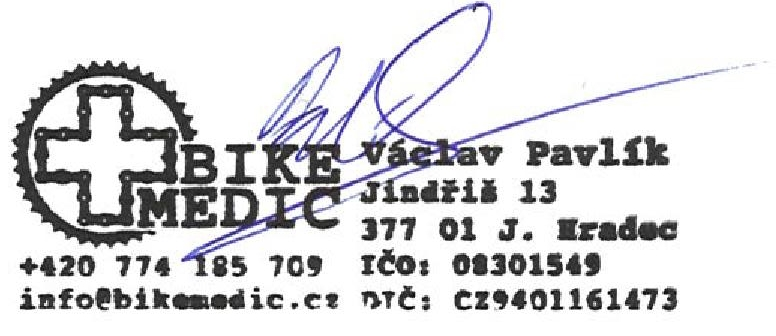 BIKE
MEDIC
+420 774 185 709
info@bikemedic.cz
Václav Pavlík
Jindřiš 13
377 01 J. Hradec
IČO: 08301549
DIČ: CZ9401161473